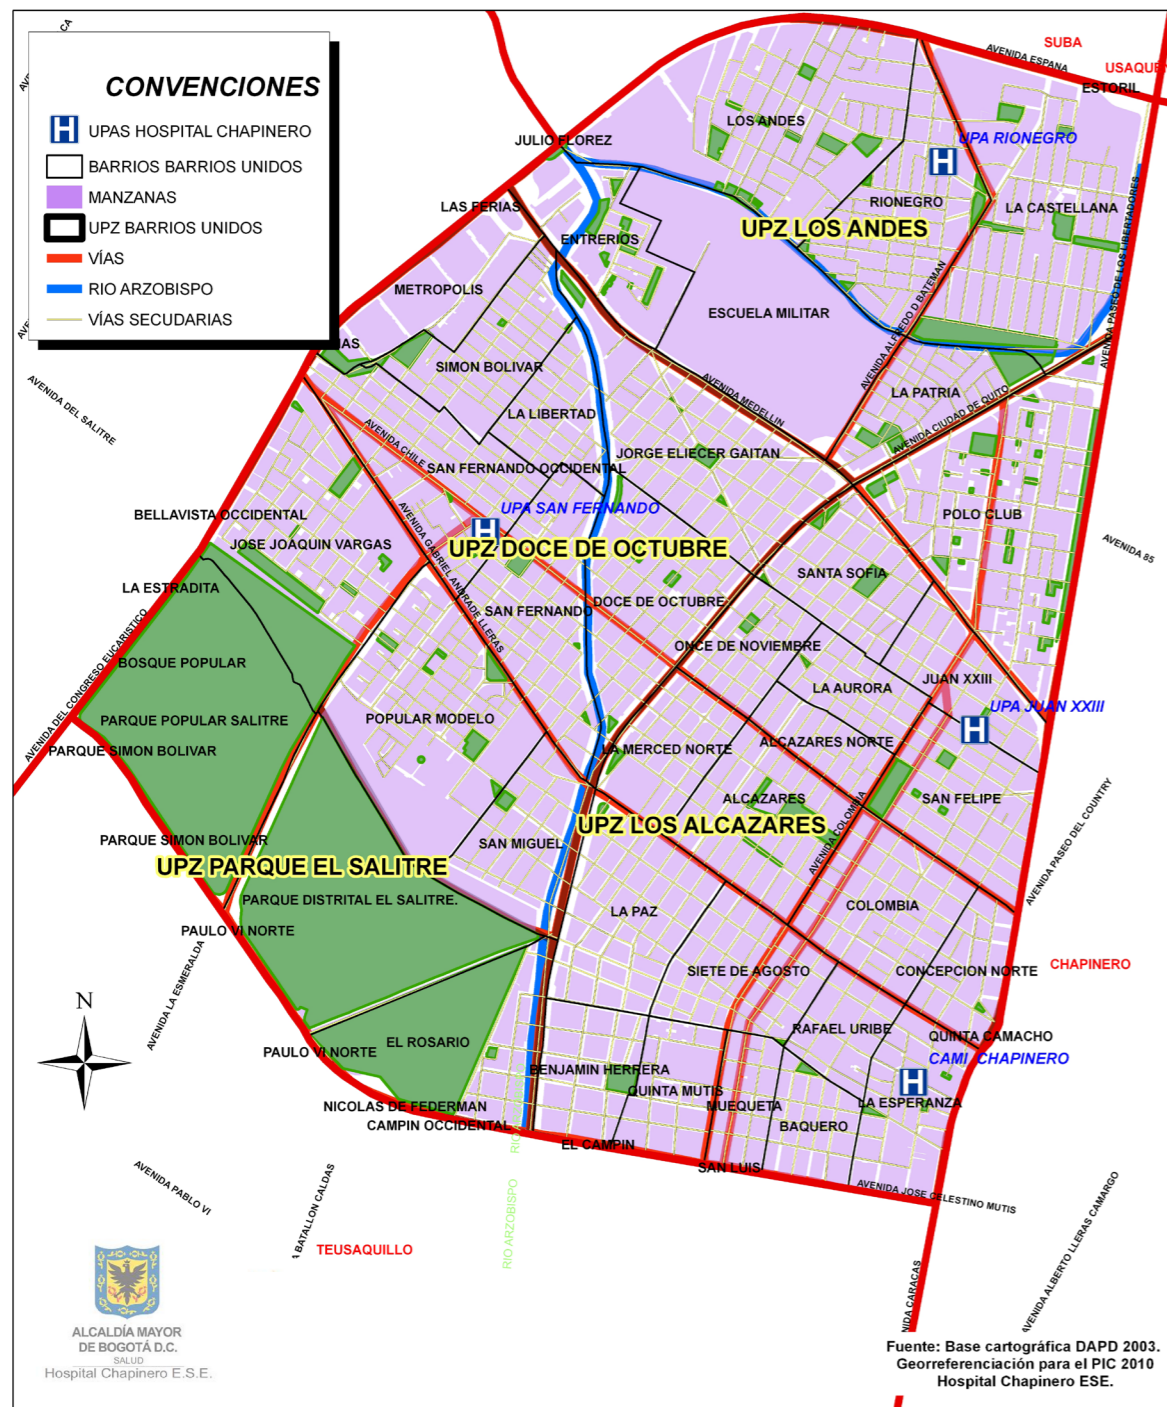 CONVENCIONES
UPAS HOSPITAL CHAPINERO
BARRIOS BARRIOS UNIDOS
MANZANAS
UPZ BARRIOS UNIDOS
VÍAS
RIO ARZOBISPO
VÍAS SECUDARIAS
SUBA
AVENIDA ESPAÑA
USAQUE
ESTORIL
LOS ANDES
JULIO FLOREZ
UPA RIONEGRO
H
RIONEGRO
LA CASTELLANA
LAS FERIAS
UPZ LOS ANDES
ENTRERIOS
AVENIDA PASEO DE LOS LIBERTADORES
METROPOLIS
ESCUELA MILITAR
AVENIDA ALFREDO D BATEMAN
SIMON BOLIVAR
AVENIDA MEDELLIN
LA PATRIA
AVENIDA CIUDAD DE QUITO
AVENIDA DEL SALITRE
LA LIBERTAD
AVENIDA CHILE
JORGE ELIECER GAITAN
SAN FERNANDO OCCIDENTAL
UPA SAN FERNANDO
H
BELLAVISTA OCCIDENTAL
POLO CLUB
AVENIDA GABRIEL ANDRADE LLERAS
JOSE JOAQUIN VARGAS
UPZ DOCE DE OCTUBRE
AVENIDA 85
SANTA SOFIA
LA ESTRADITA
SAN FERNANDO
DOCE DE OCTUBRE
AVENIDA DEL CONGRESO EUCARISTICO
ONCE DE NOVIEMBRE
BOSQUE POPULAR
LA AURORA
JUAN XXIII
UPA JUAN XXIII
H
PARQUE POPULAR SALITRE
POPULAR MODELO
PARQUE SIMON BOLIVAR
LA MERCED NORTE
ALCAZARES NORTE
ALCAZARES
SAN FELIPE
UPZ LOS ALCAZARES
AVENIDA COLOMBIA
AVENIDA PASEO DEL COUNTRY
PARQUE SIMON BOLIVAR
SAN MIGUEL
UPZ PARQUE EL SALITRE
PARQUE DISTRITAL EL SALITRE.
LA PAZ
COLOMBIA
PAULO VI NORTE
AVENIDA LA ESMERALDA
SIETE DE AGOSTO
CONCEPCION NORTE
CHAPINERO
N
RAFAEL URIBE
QUINTA CAMACHO
EL ROSARIO
PAULO VI NORTE
CAMI CHAPINERO
H
BENJAMIN HERRERA
QUINTA MUTIS
MUEQUETA
LA ESPERANZA
NICOLAS DE FEDERMAN
CAMPIN OCCIDENTAL
BAQUERO
EL CAMPIN
SAN LUIS
AVENIDA JOSE CELESTINO MUTIS
AVENIDA PABLO VI
A BATALLON CALDAS
RIO ARZOBISPO
TEUSAQUILLO
NIDA CARACAS
AVENIDA ALBERTO LLERAS CAMARGO
ALCALDÍA MAYOR
DE BOGOTÁ D.C.
SALUD
Hospital Chapinero E.S.E.
Fuente: Base cartográfica DAPD 2003.
Georreferenciación para el PIC 2010
Hospital Chapinero ESE.